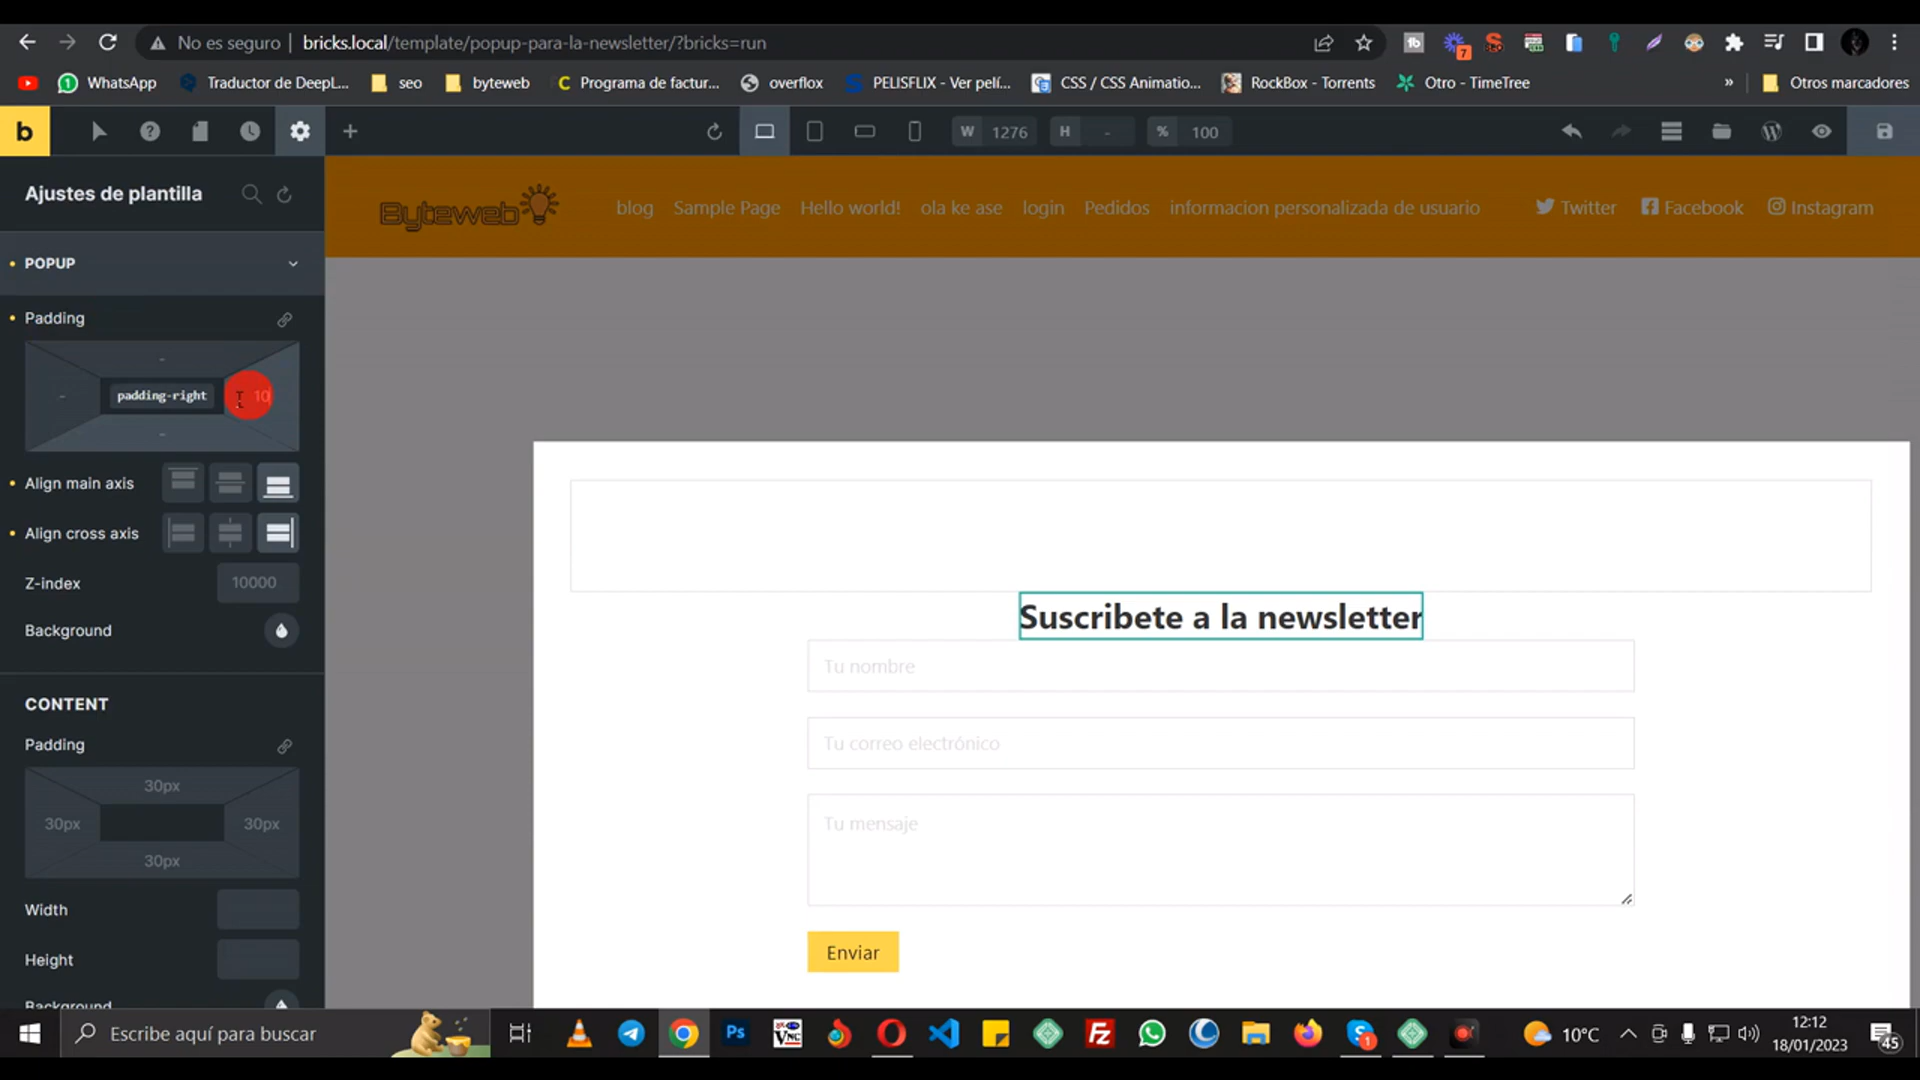 No es seguro | bricks.local/template/popup-para-la-newsletter/?bricks=run
7
WhatsApp Traductor de DeepL... seo byteweb Programa de factur... overflox PELISFLIX - Ver pelí... CSS / CSS Animatio... RockBox - Torrents Otro - TimeTree » Otros marcadores
b W 1276 H - % 100
Ajustes de plantilla
Byteweb blog Sample Page Hello world! ola ke ase login Pedidos informacion personalizada de usuario Twitter Facebook Instagram
POPUP
Padding
-
- padding-right 10
-
Align main axis
Align cross axis
Z-index 10000
Background
CONTENT
Padding
30px
30px 30px
30px
Width
Height
Background
Suscribete a la newsletter
Tu nombre
Tu correo electrónico
Tu mensaje
Enviar
Escribe aquí para buscar
10°C
12:12
18/01/2023
45